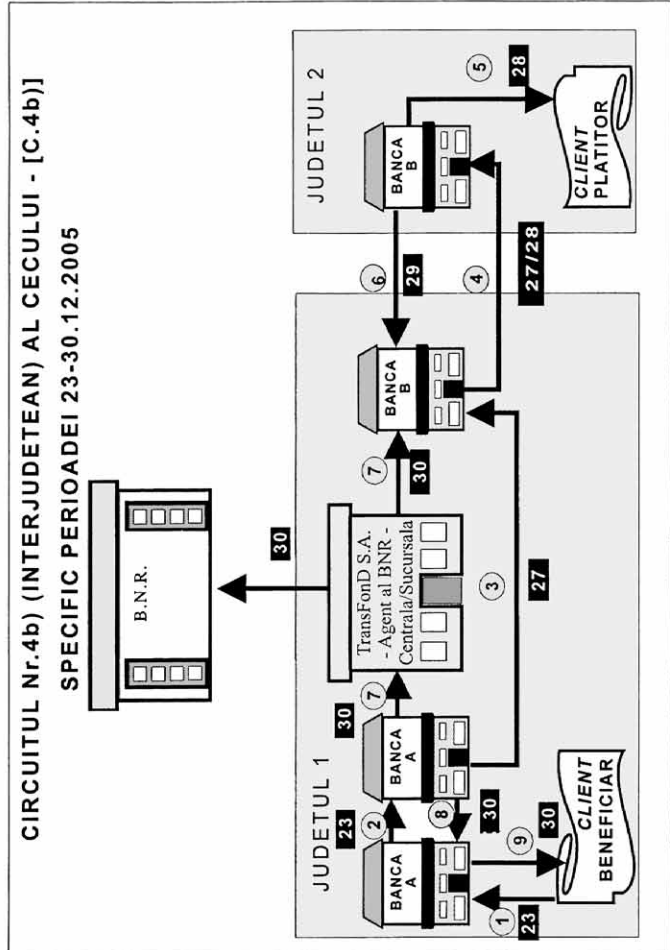 CIRCUITUL Nr.4b) (INTERJUDETEAN) AL CECULUI - [C.4b)]
SPECIFIC PERIOADEI 23-30.12.2005
B.N.R.
30
JUDETUL 1
JUDETUL 2
BANCA
A
23
2
BANCA
A
30
7
TransFonD S.A.
- Agent al BNR -
Centrala/Sucursala
7
30
BANCA
B
6
29
BANCA
B
5
28
8
30
3
27
4
27/28
1
23
9
30
CLIENT
BENEFICIAR
CLIENT
PLATITOR